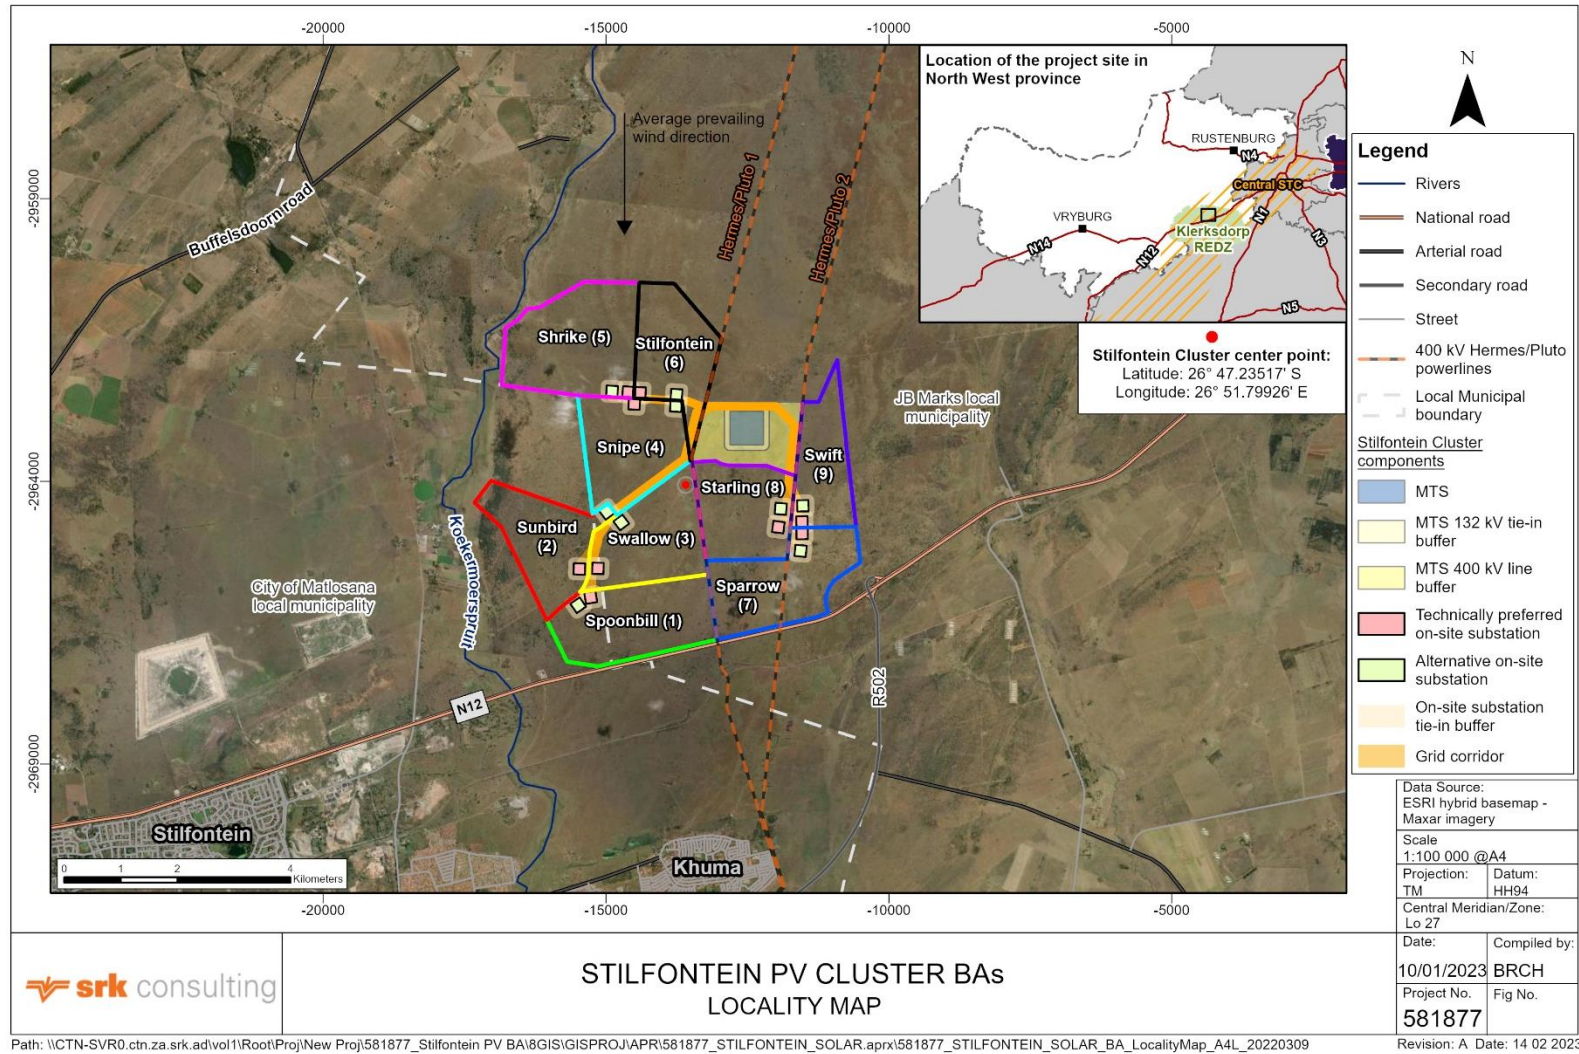 -20000
-15000
-10000
-5000
-2959000
-2964000
-2969000
Average prevailing
wind direction
Buffelsdoorn road
Hermes/Pluto 1
Hermes/Pluto 2
Location of the project site in
North West province
RUSTENBURG
N4
Central STC
VRYBURG
Klerksdorp
REDZ
N14
N12
N1
N3
N5
Stilfontein Cluster center point:
Latitude: 26° 47.23517' S
Longitude: 26° 51.79926' E
Shrike (5)
Stilfontein
(6)
Snipe (4)
Swift
(9)
Starling (8)
Sunbird
(2)
Swallow (3)
Sparrow
(7)
Spoonbill (1)
JB Marks local
municipality
City of Matlosana
local municipality
Koekermoerspruit
N12
R502
Stilfontein
Khuma
0 1 2 4
Kilometers
-20000
-15000
-10000
-5000
N
Legend
Rivers
National road
Arterial road
Secondary road
Street
400 kV Hermes/Pluto
powerlines
Local Municipal
boundary
Stilfontein Cluster
components
MTS
MTS 132 kV tie-in
buffer
MTS 400 kV line
buffer
Technically preferred
on-site substation
Alternative on-site
substation
On-site substation
tie-in buffer
Grid corridor
Data Source:
ESRI hybrid basemap -
Maxar imagery
Scale
1:100 000 @A4
Projection:
TM
Datum:
HH94
Central Meridian/Zone:
Lo 27
Date:
10/01/2023
Compiled by:
BRCH
Project No.
581877
Fig No.
srk consulting
STILFONTEIN PV CLUSTER BAs
LOCALITY MAP
Path: \\CTN-SVR0.ctn.za.srk.ad\vol1\Root\Proj\New Proj\581877_Stilfontein PV BA\8GIS\GISPROJ\APR\581877_STILFONTEIN_SOLAR.aprx\581877_STILFONTEIN_SOLAR_BA_LocalityMap_A4L_20220309
Revision: A Date: 14 02 2023